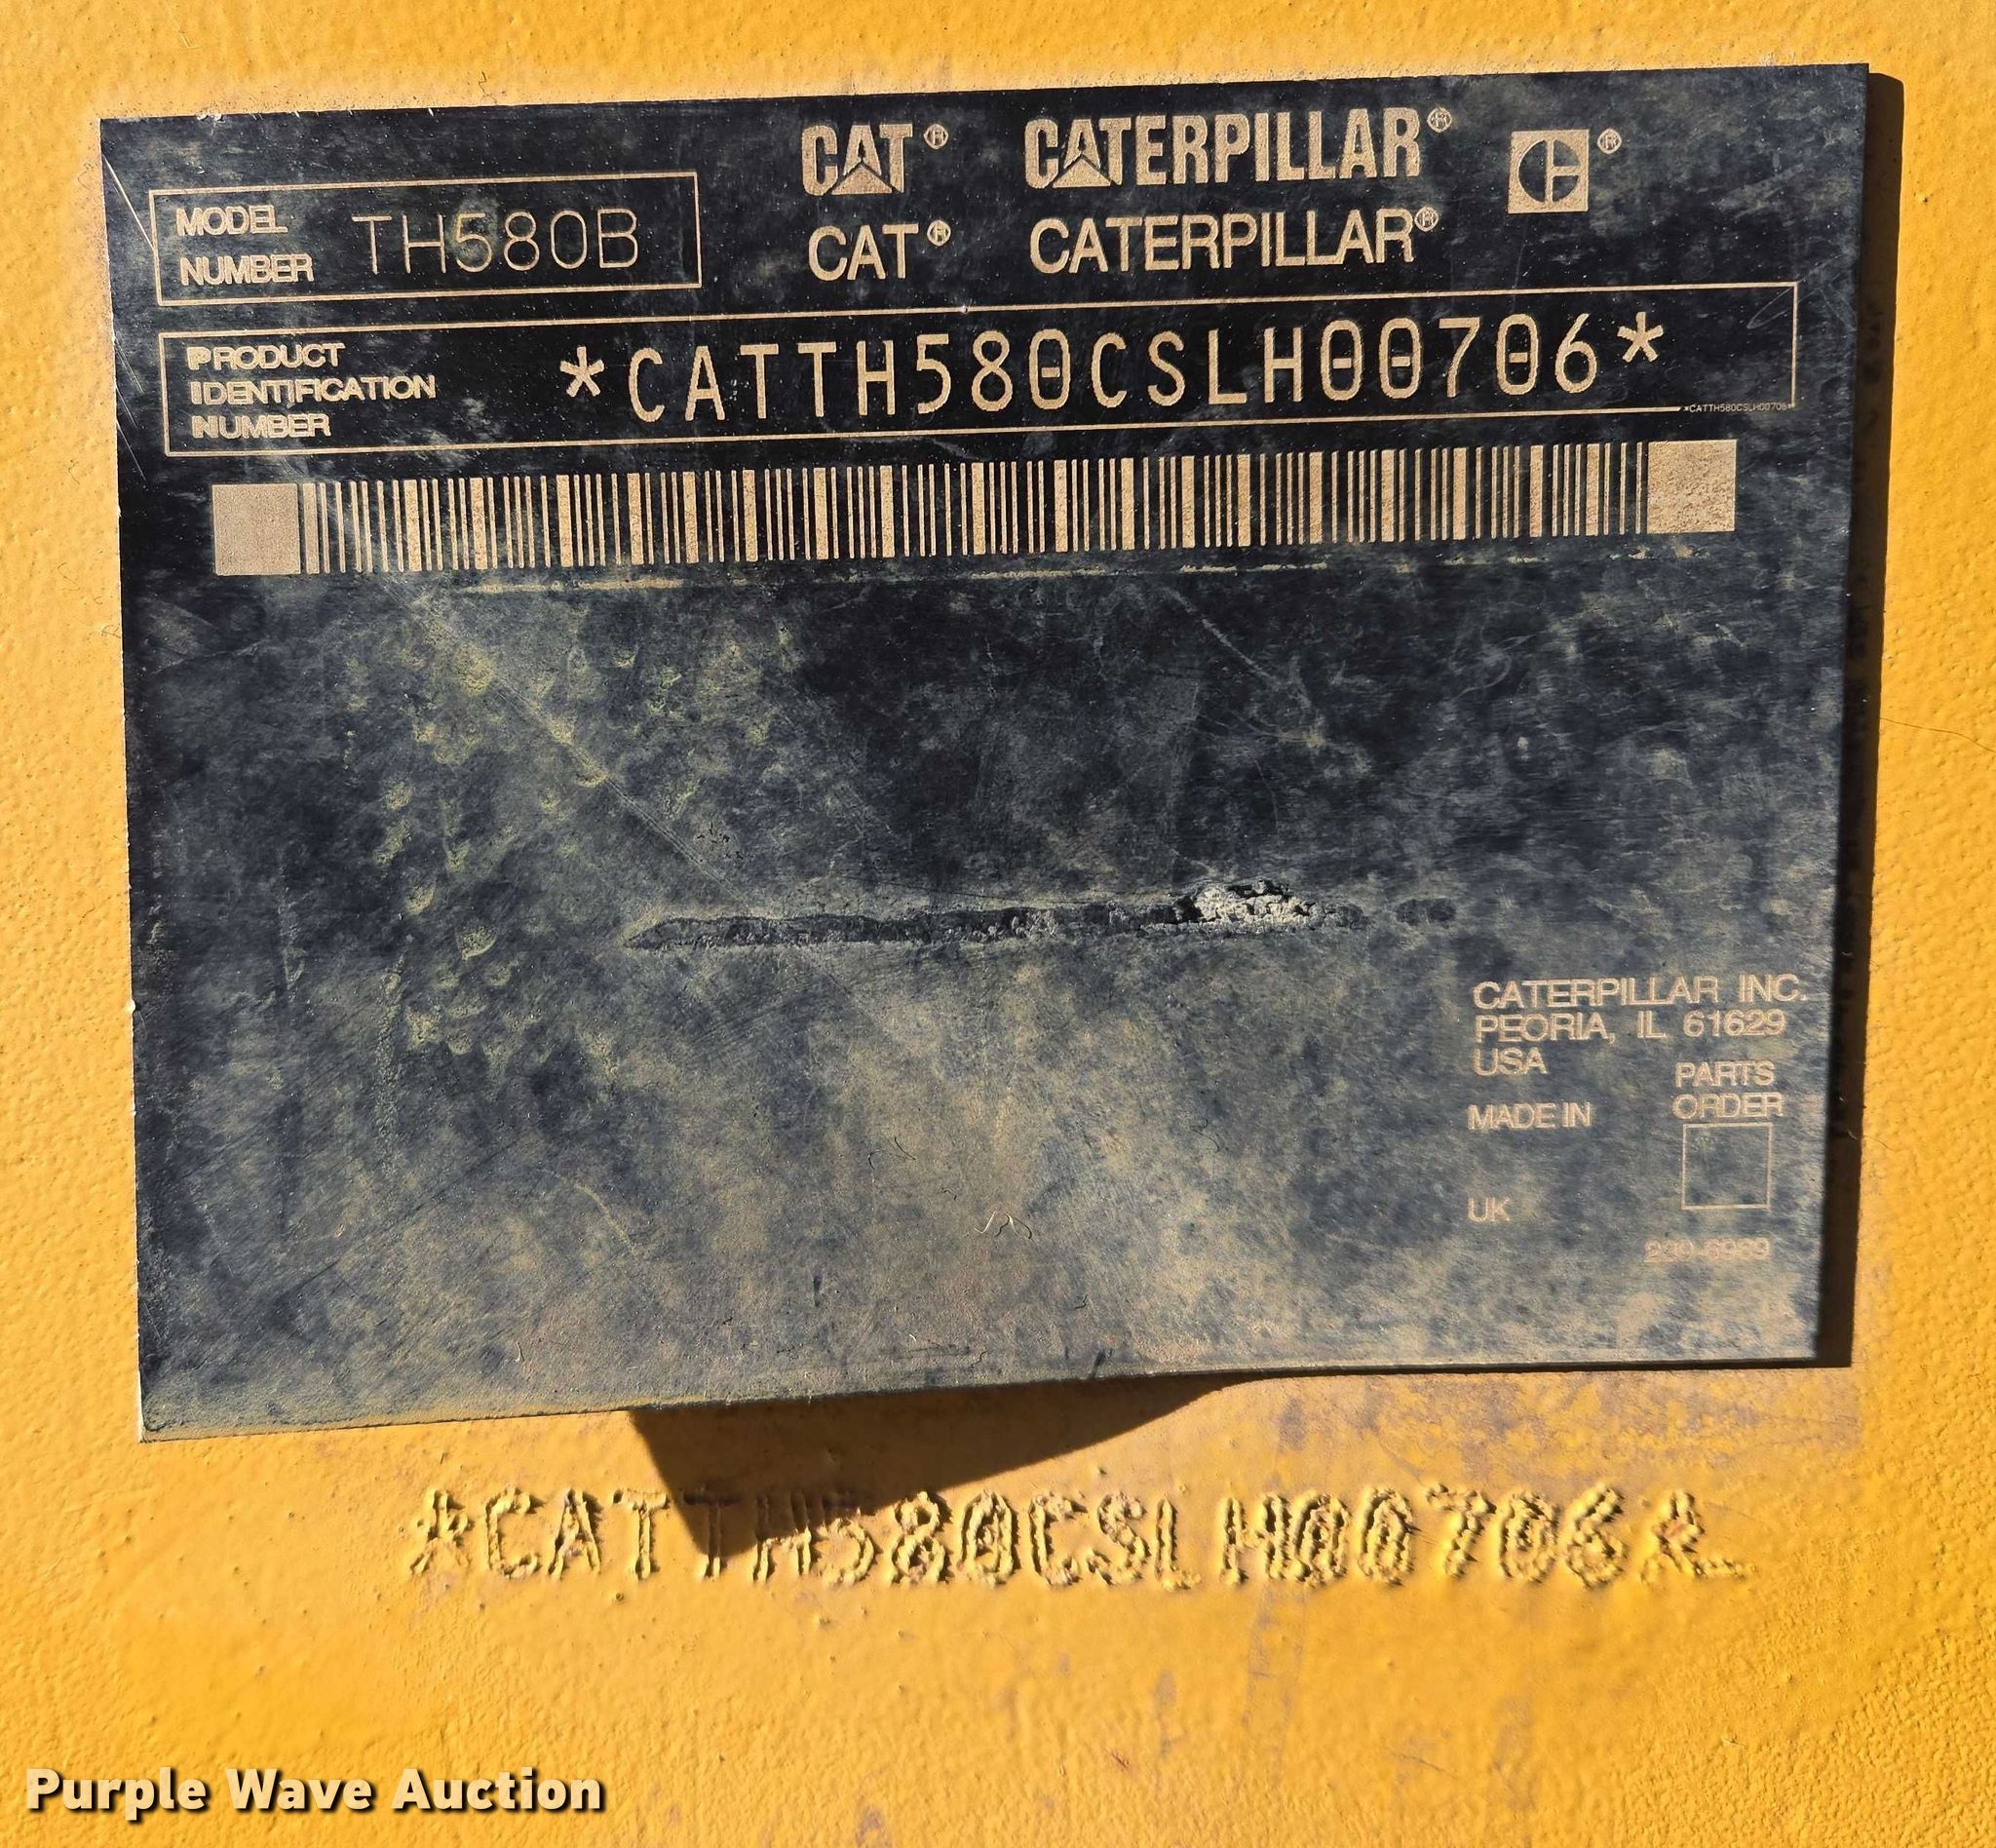 CAT® CATERPILLAR® ®
MODEL NUMBER TH580B
CAT® CATERPILLAR®
PRODUCT
IDENTIFICATION
NUMBER
*CATTH580CSLH00706*
*CATTH580CSLH00706*
CATERPILLAR INC.
PEORIA, IL 61629
USA
PARTS
ORDER
MADE IN
UK
*CATTH580CSLH00706*
Purple Wave Auction